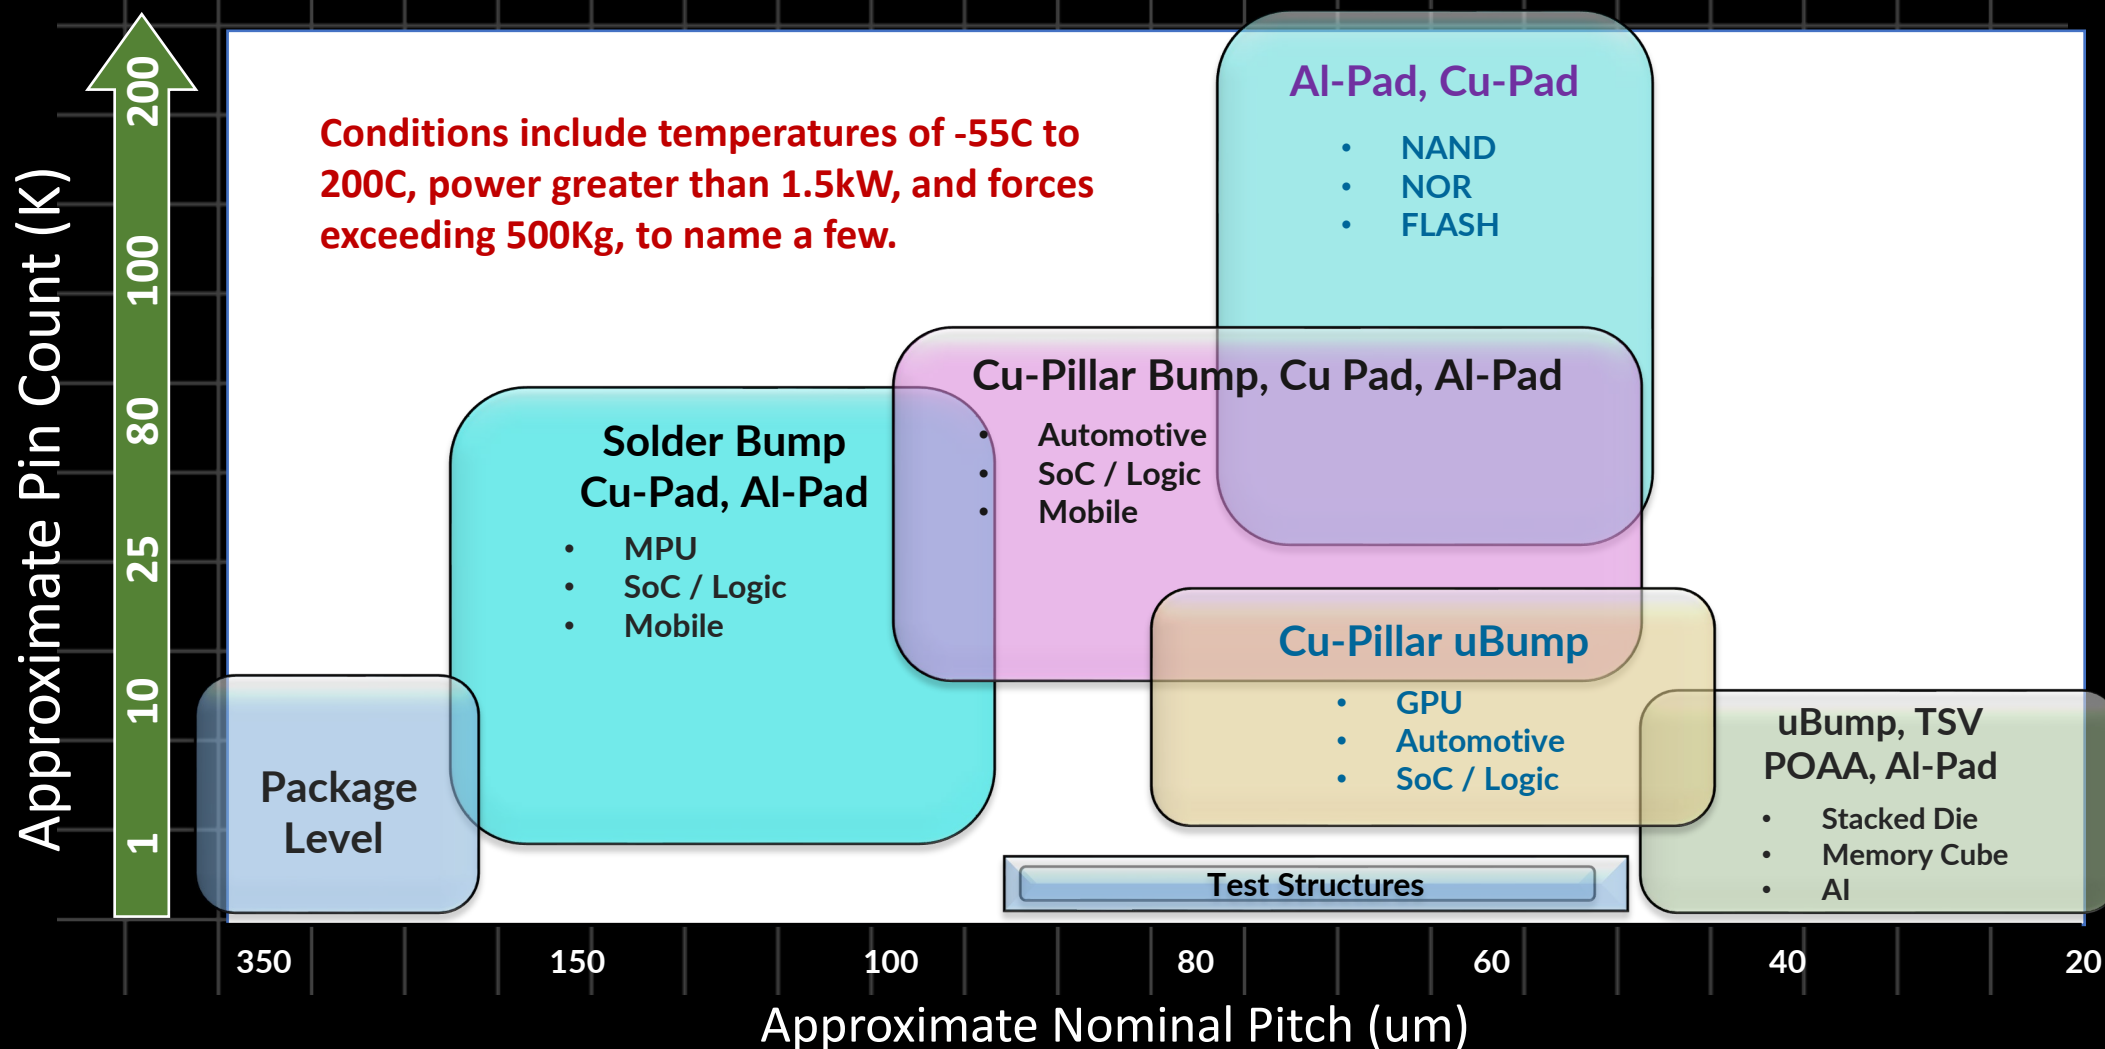 Approximate Pin Count (K)
200
100
80
25
10
1
Conditions include temperatures of -55C to
200C, power greater than 1.5kW, and forces
exceeding 500Kg, to name a few.
Al-Pad, Cu-Pad
• NAND
• NOR
• FLASH
Cu-Pillar Bump, Cu Pad, Al-Pad
• Automotive
• SoC / Logic
• Mobile
Solder Bump
Cu-Pad, Al-Pad
• MPU
• SoC / Logic
• Mobile
Cu-Pillar uBump
• GPU
• Automotive
• SoC / Logic
uBump, TSV
POAA, Al-Pad
• Stacked Die
• Memory Cube
• AI
Package
Level
Test Structures
350 150 100 80 60 40 20
Approximate Nominal Pitch (um)